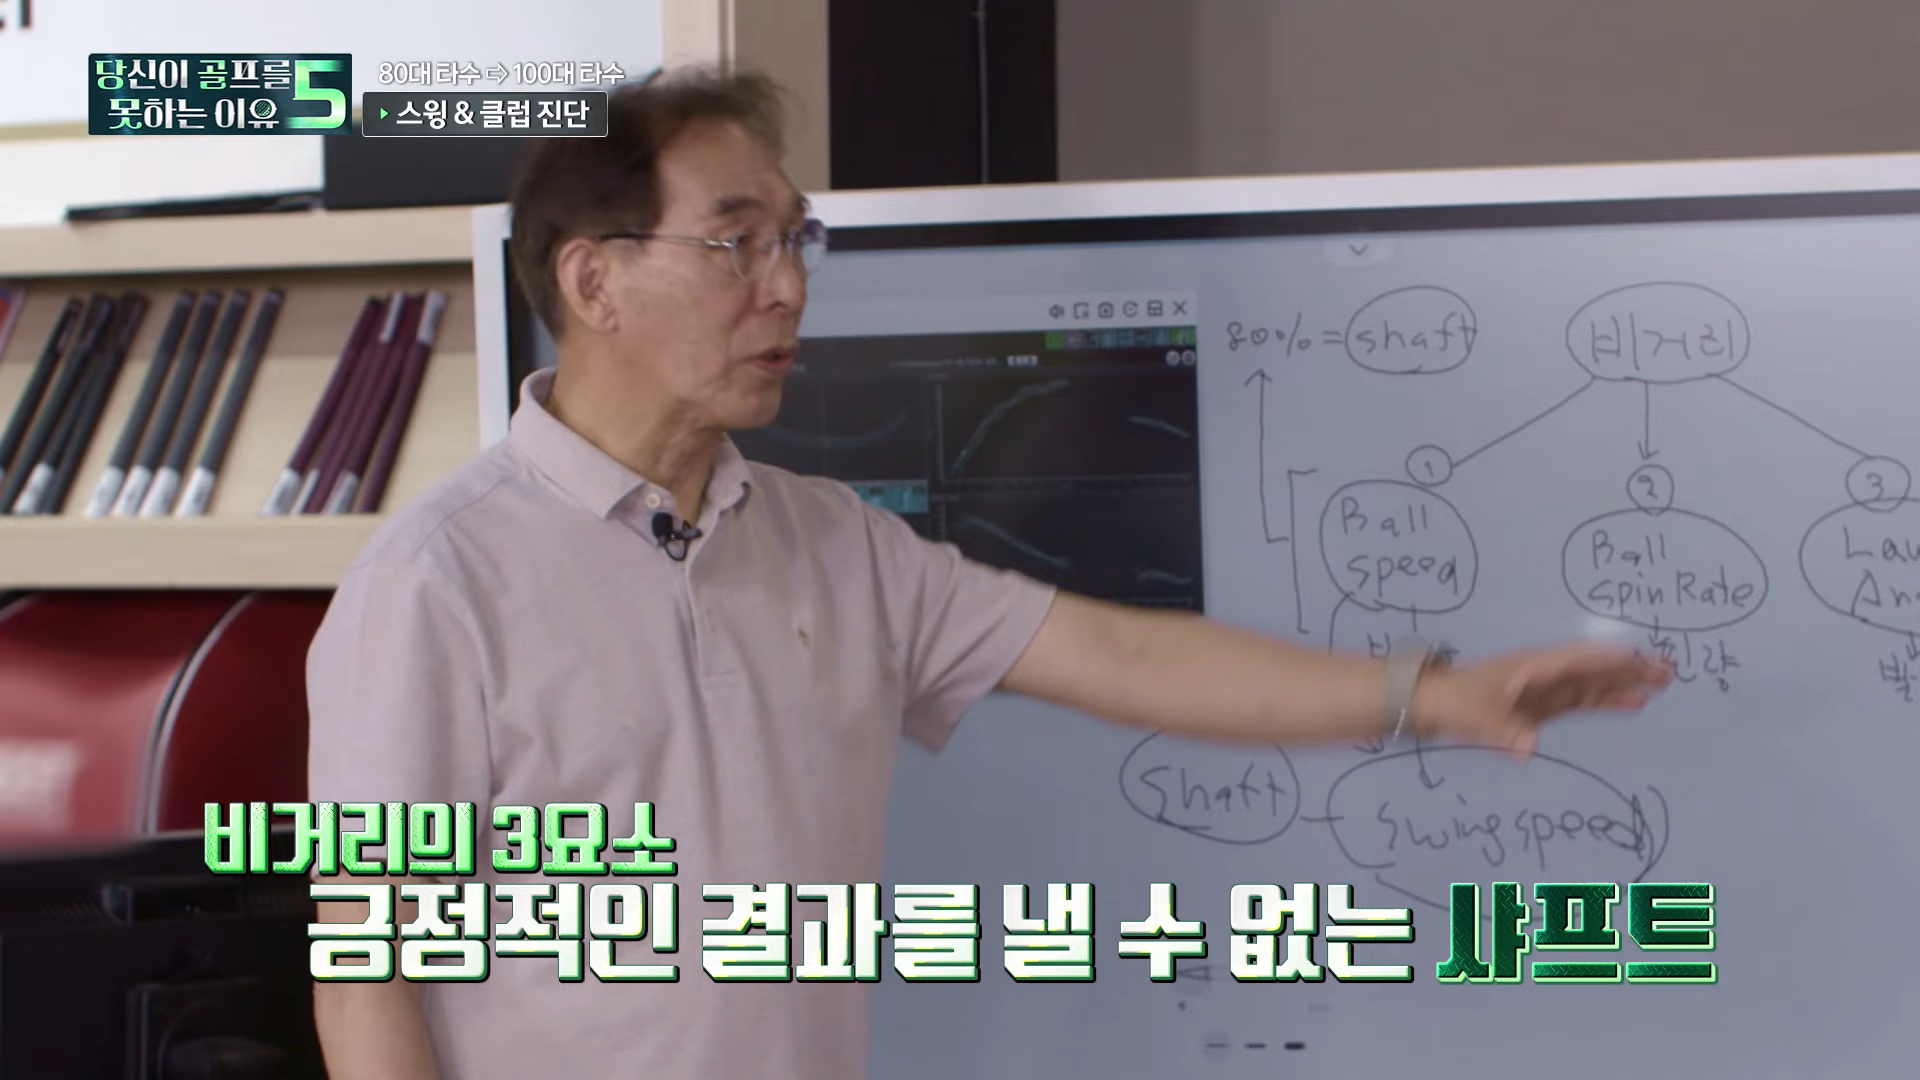 당신이 골프를
못하는 이유 5
80대 타수 ⇨ 100대 타수
스윙 & 클럽 진단
80% = shaft
비거리
1
2
3
Ball
speed
Ball
spin Rate
스핀량
shaft
swing speed
비거리의 3요소
긍정적인 결과를 낼 수 없는 샤프트